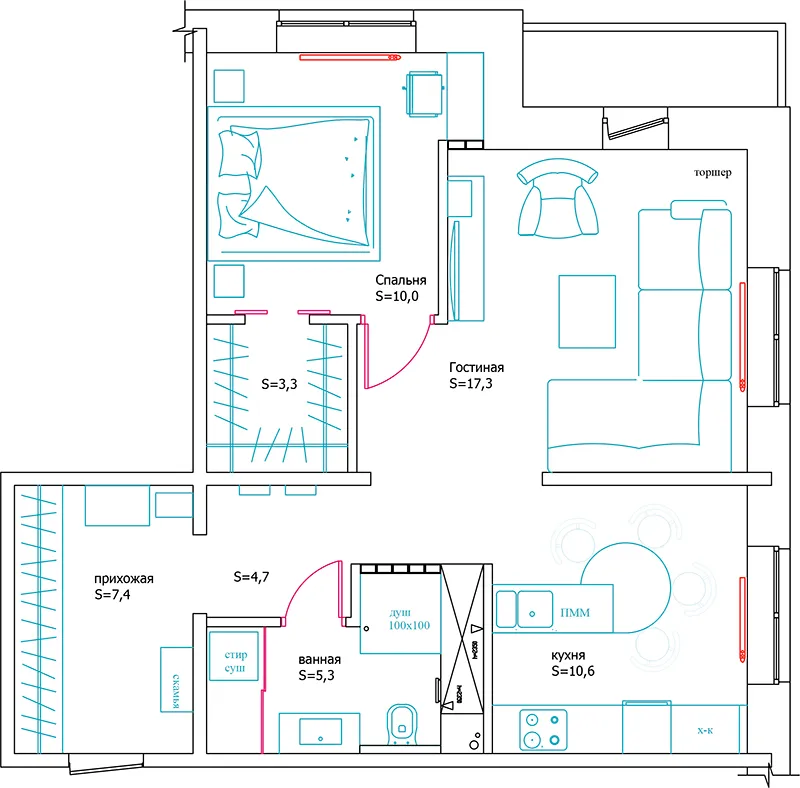 торшер
Спальня
S=10,0
Гостиная
S=17,3
S=3,3
прихожая
S=7,4
S=4,7
душ
100х100
ПММ
стир
суш
ванная
S=5,3
кухня
S=10,6
скамья
х-к